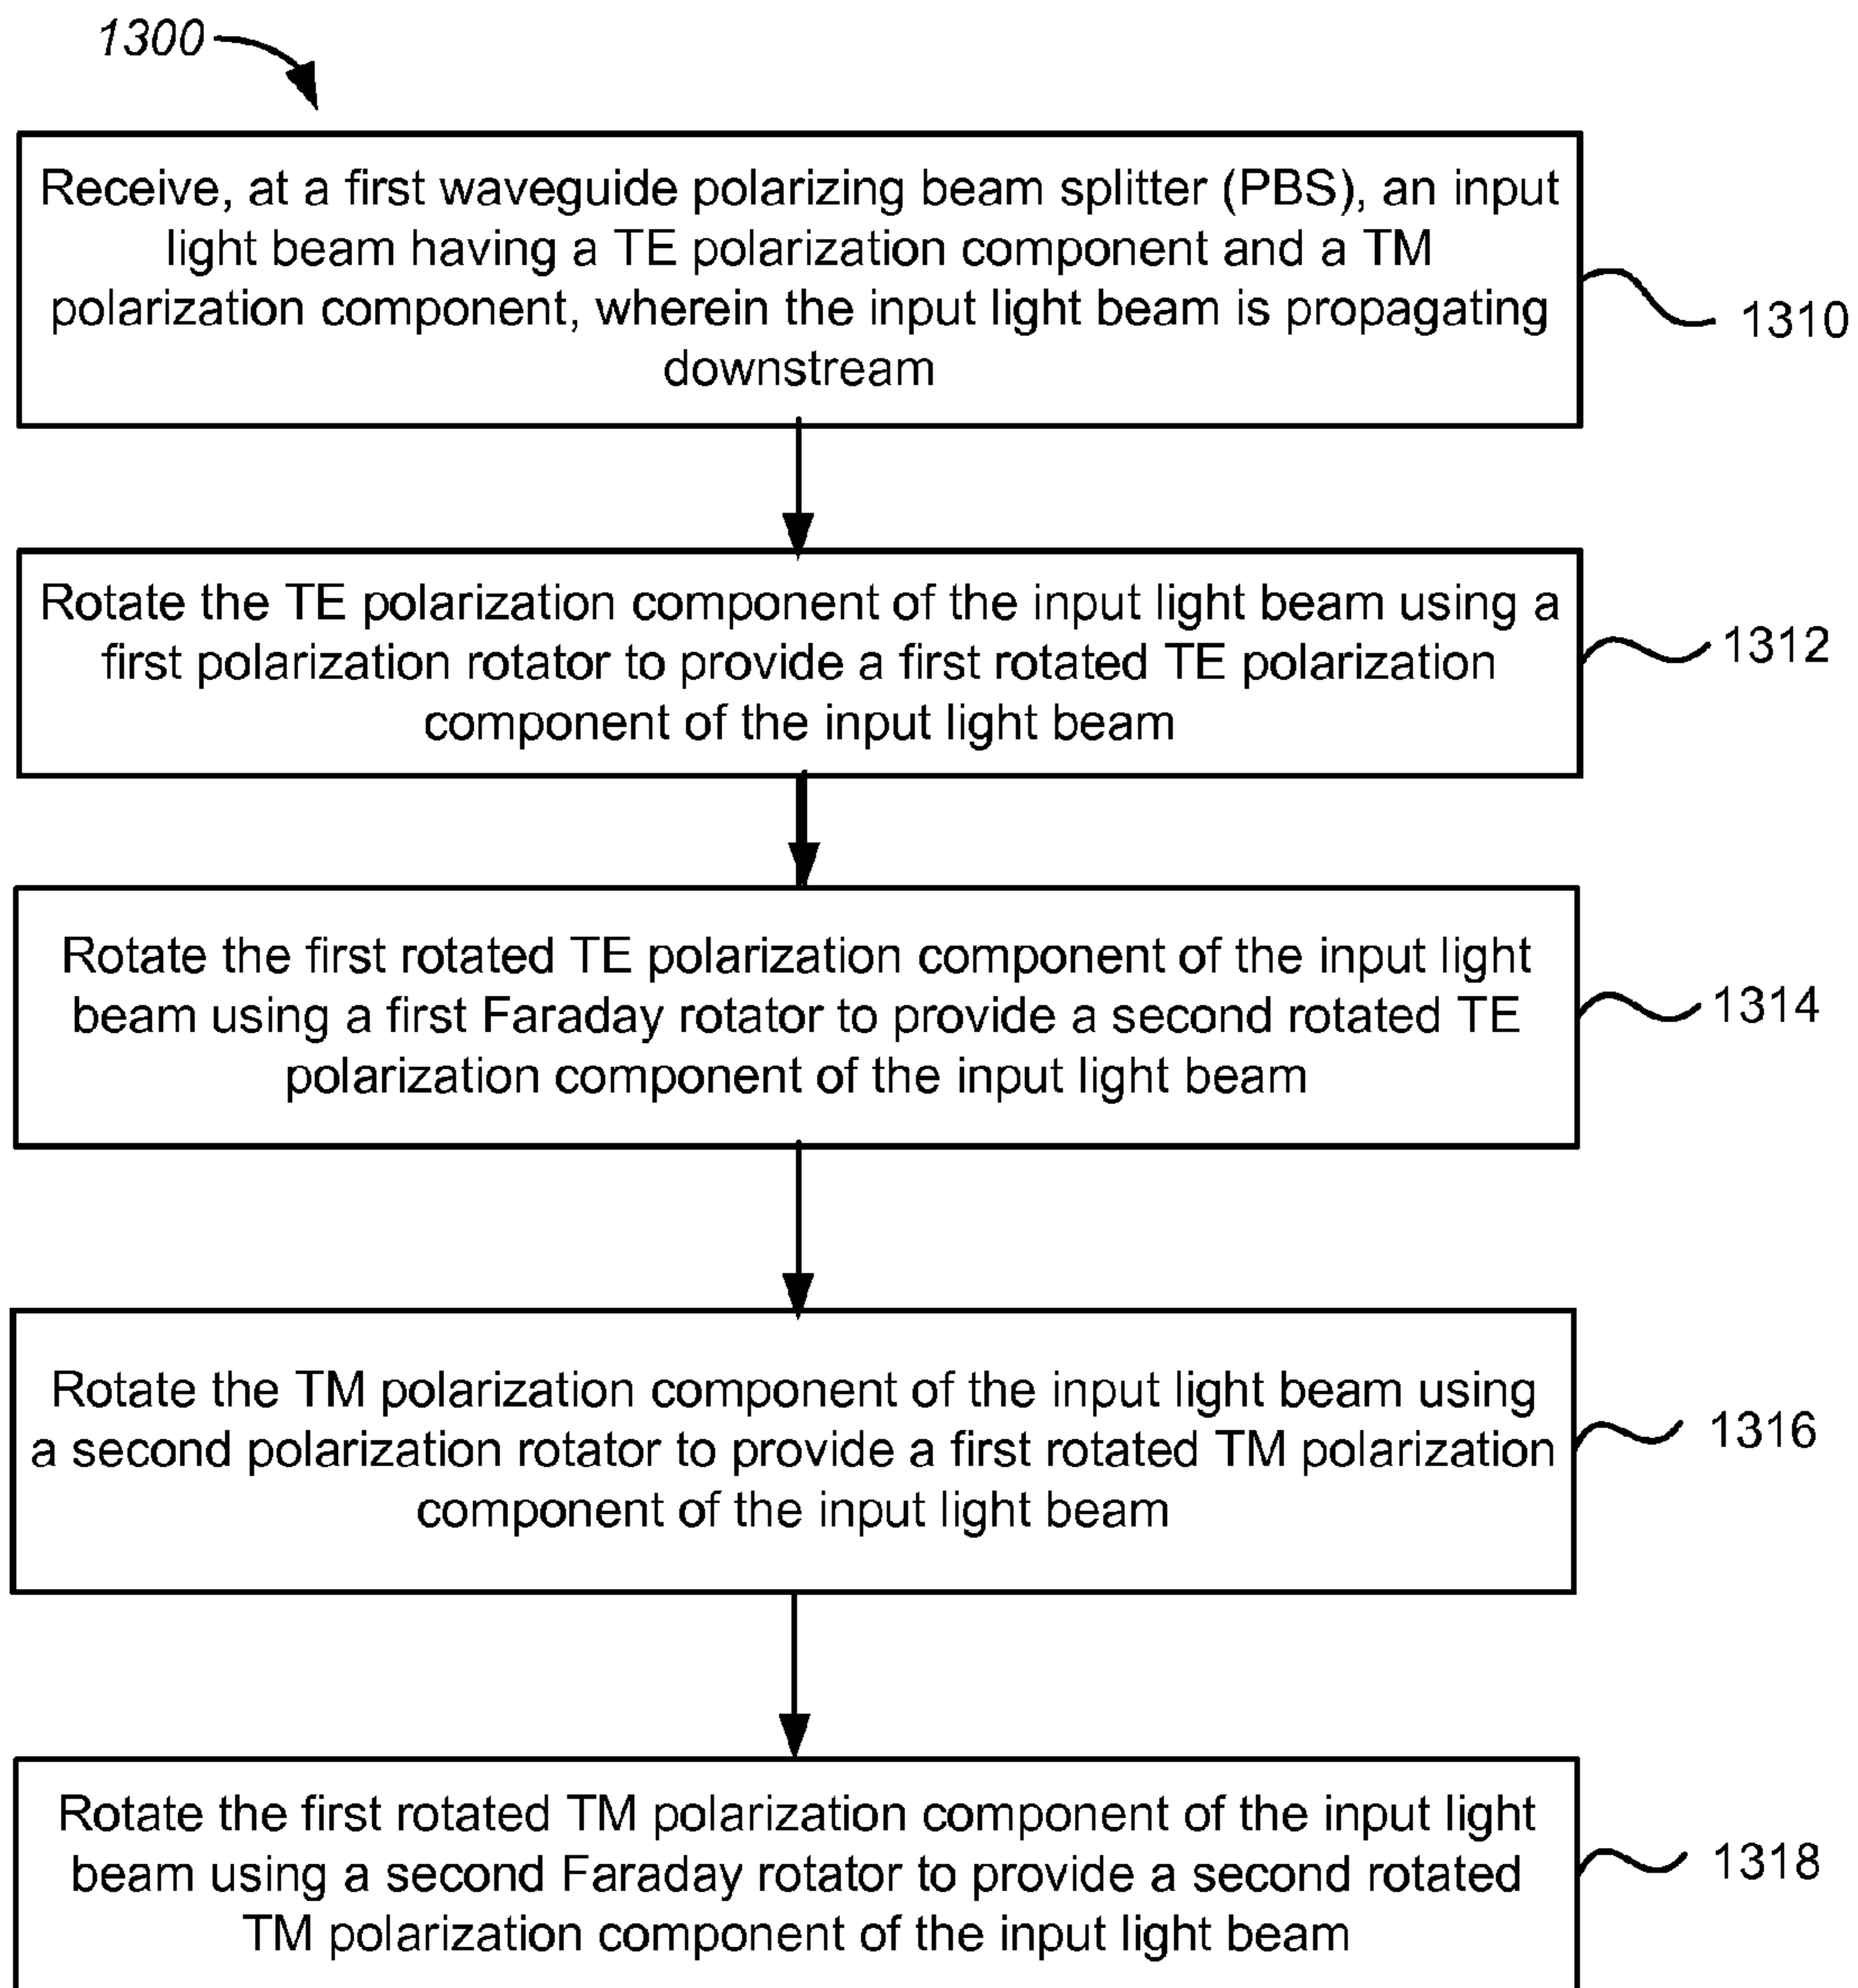 1300
Receive, at a first waveguide polarizing beam splitter (PBS), an input
light beam having a TE polarization component and a TM
polarization component, wherein the input light beam is propagating
downstream
1310
Rotate the TE polarization component of the input light beam using a
first polarization rotator to provide a first rotated TE polarization
component of the input light beam
1312
Rotate the first rotated TE polarization component of the input light
beam using a first Faraday rotator to provide a second rotated TE
polarization component of the input light beam
1314
Rotate the TM polarization component of the input light beam using
a second polarization rotator to provide a first rotated TM polarization
component of the input light beam
1316
Rotate the first rotated TM polarization component of the input light
beam using a second Faraday rotator to provide a second rotated
TM polarization component of the input light beam
1318